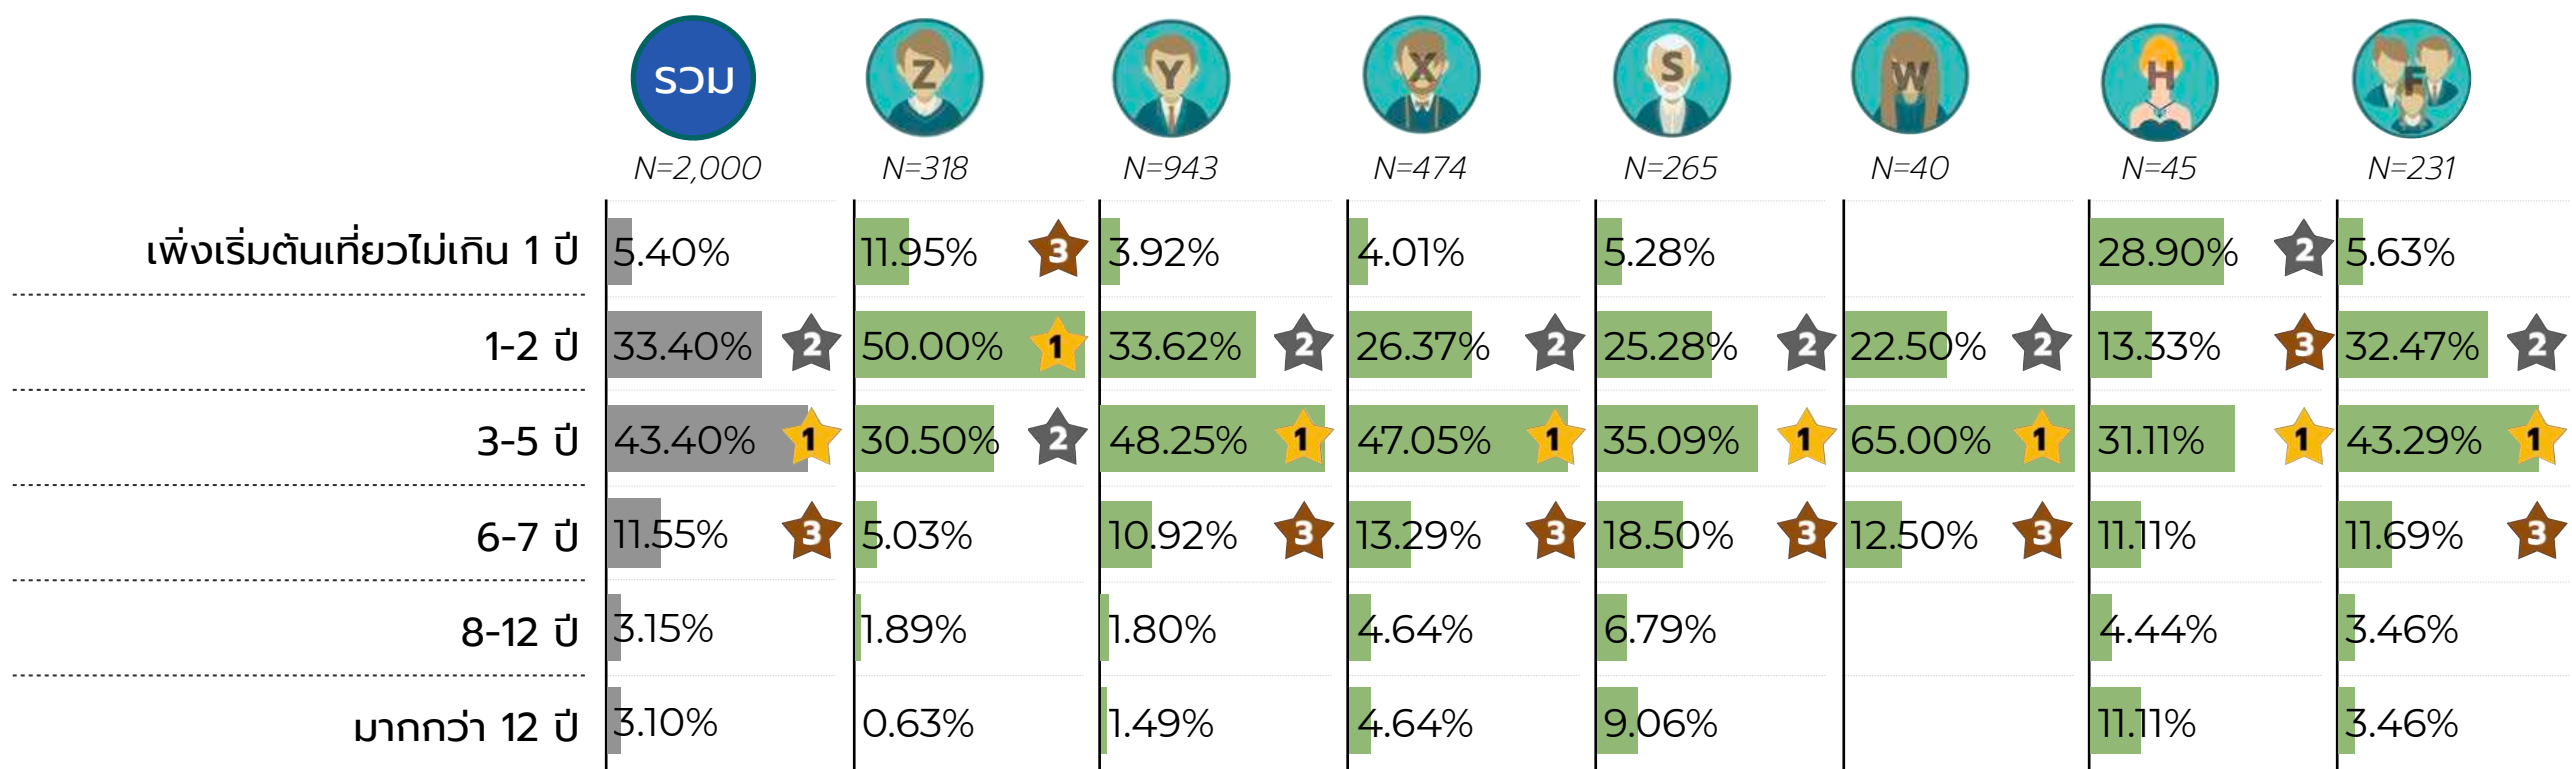 รวม Z Y X S W H F
N=2,000 N=318 N=943 N=474 N=265 N=40 N=45 N=231
เพิ่งเริ่มต้นเที่ยวไม่เกิน 1 ปี 5.40% 11.95% 3 3.92% 4.01% 5.28% 28.90% 2 5.63%
1-2 ปี 33.40% 2 50.00% 1 33.62% 2 26.37% 2 25.28% 2 22.50% 2 13.33% 3 32.47% 2
3-5 ปี 43.40% 1 30.50% 2 48.25% 1 47.05% 1 35.09% 1 65.00% 1 31.11% 1 43.29% 1
6-7 ปี 11.55% 3 5.03% 10.92% 3 13.29% 3 18.50% 3 12.50% 3 11.11% 11.69% 3
8-12 ปี 3.15% 1.89% 1.80% 4.64% 6.79% 4.44% 3.46%
มากกว่า 12 ปี 3.10% 0.63% 1.49% 4.64% 9.06% 11.11% 3.46%